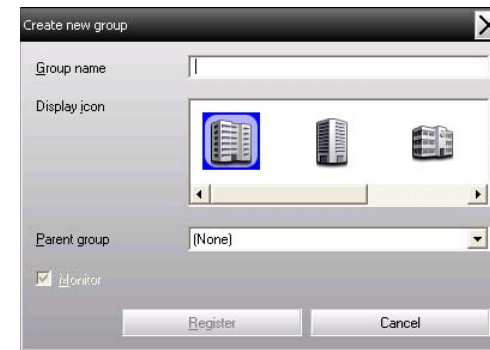 Create new group
Group name
Display icon
Parent group
(None)
Monitor
Register
Cancel